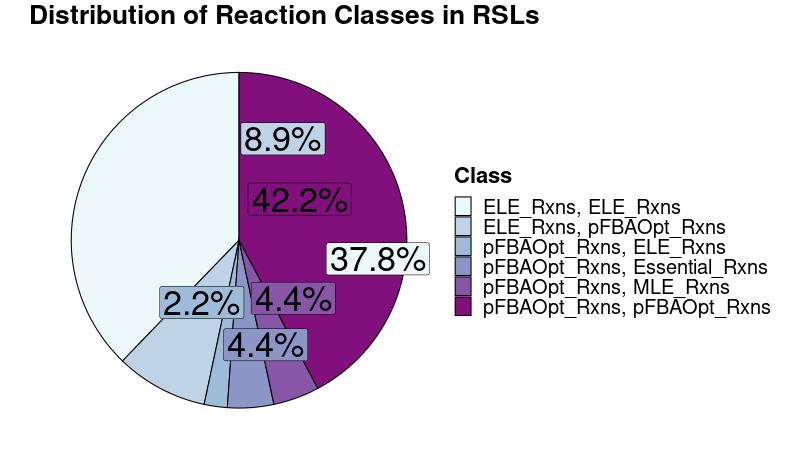 Distribution of Reaction Classes in RSLs
8.9%
42.2%
37.8%
2.2%
4.4%
4.4%
Class
ELE_Rxns, ELE_Rxns
ELE_Rxns, pFBAOpt_Rxns
pFBAOpt_Rxns, ELE_Rxns
pFBAOpt_Rxns, Essential_Rxns
pFBAOpt_Rxns, MLE_Rxns
pFBAOpt_Rxns, pFBAOpt_Rxns